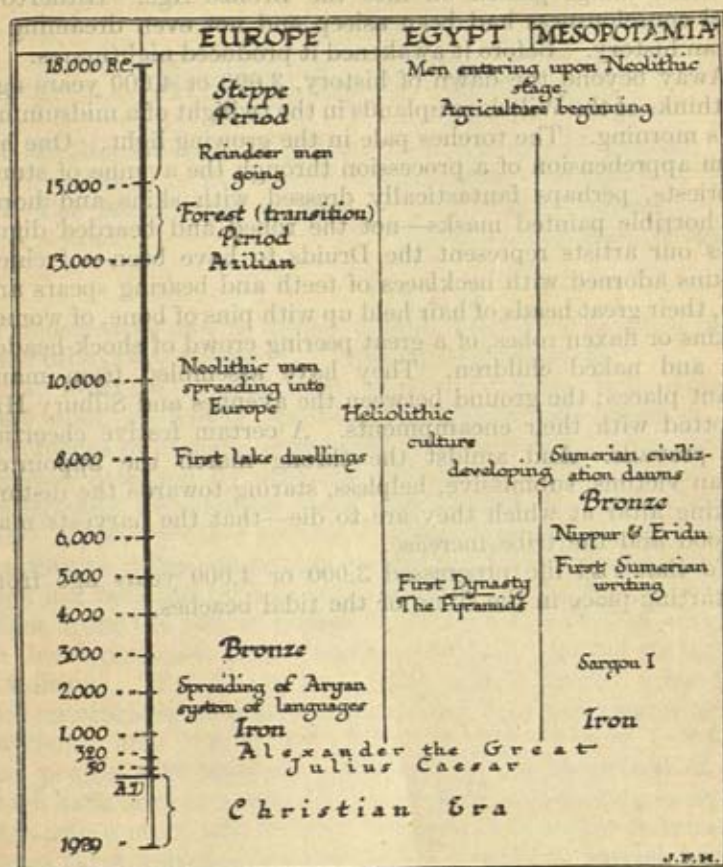 EUROPE EGYPT MESOPOTAMIA
18,000 B.C.
Steppe
Period
Men entering upon Neolithic
stage
Agriculture beginning
Reindeer men
going
15,000
Forest (transition)
Period
13,000
Azilian
Neolithic men
spreading into
Europe
10,000
Heliolithic
culture
developing
8,000
First lake dwellings
Sumerian civiliz-
ation dawns
Bronze
6,000
Nippur & Eridu
5,000
First Sumerian
writing
First Dynasty
The Pyramids
4,000
Bronze
3,000
Sargon I
2,000
Spreading of Aryan
system of languages
Iron
Iron
1,000
320
Alexander the Great
Julius Caesar
A.D
Christian Era
J.F.H.